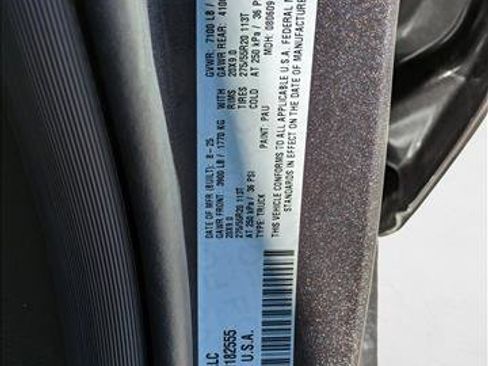 GVWR: 7100 LB /
DATE OF MFR (BUILT): 8-25
GAWR FRONT: 3900 LB / 1770 KG WITH
20X9.0 RIMS
275/55R20 113T TIRES
AT 250 kPa / 36 PSI COLD
TYPE: TRUCK
GAWR REAR: 410
20X9.0
275/55R20 113T
AT 250 kPa / 36 P
MDH: 080609
PAINT: PAU
THIS VEHICLE CONFORMS TO ALL APPLICABLE U.S.A. FEDERAL
STANDARDS IN EFFECT ON THE DATE OF MANUFACTURE
LLC
182555
U.S.A.